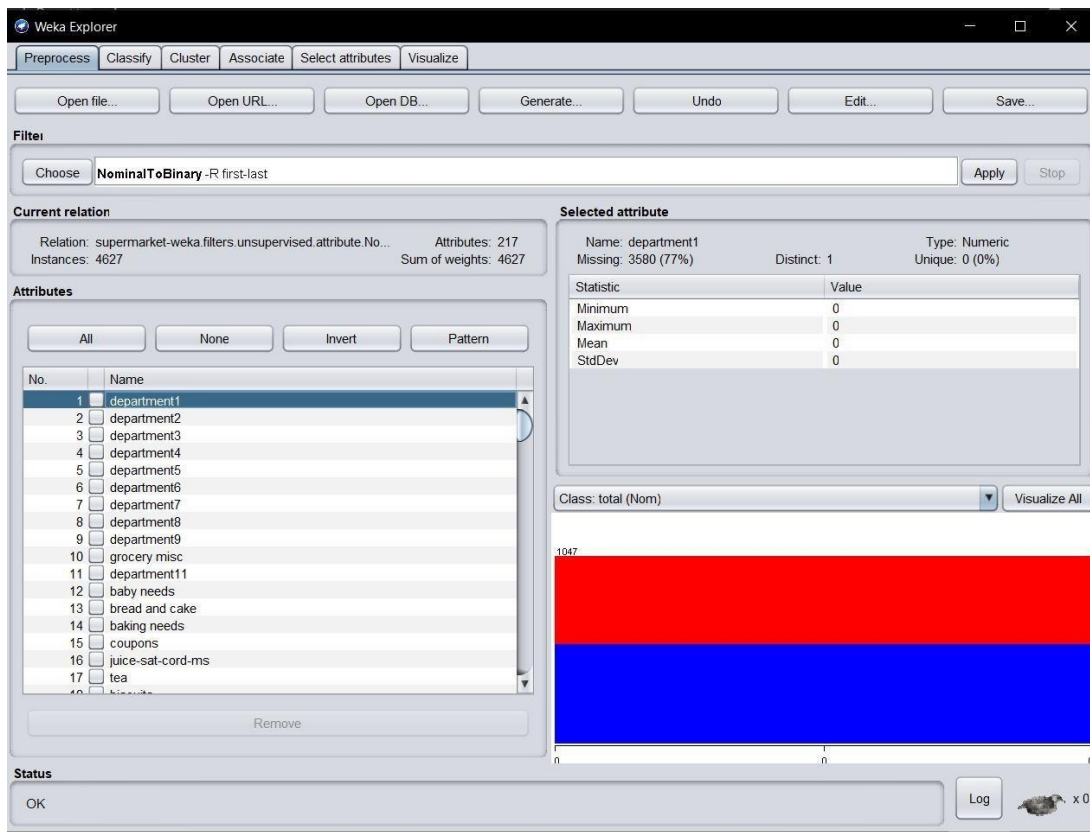 Weka Explorer
Preprocess Classify Cluster Associate Select attributes Visualize
Open file... Open URL... Open DB... Generate... Undo Edit... Save...
Filter
Choose NominalToBinary -R first-last Apply Stop
Current relation
Relation: supermarket-weka.filters.unsupervised.attribute.No... Attributes: 217
Instances: 4627 Sum of weights: 4627
Attributes
All None Invert Pattern
No. Name
1 department1
2 department2
3 department3
4 department4
5 department5
6 department6
7 department7
8 department8
9 department9
10 grocery misc
11 department11
12 baby needs
13 bread and cake
14 baking needs
15 coupons
16 juice-sat-cord-ms
17 tea
Remove
Selected attribute
Name: department1 Type: Numeric
Missing: 3580 (77%) Distinct: 1 Unique: 0 (0%)
Statistic Value
Minimum 0
Maximum 0
Mean 0
StdDev 0
Class: total (Nom) Visualize All
1047
0 0
Status
OK Log x 0